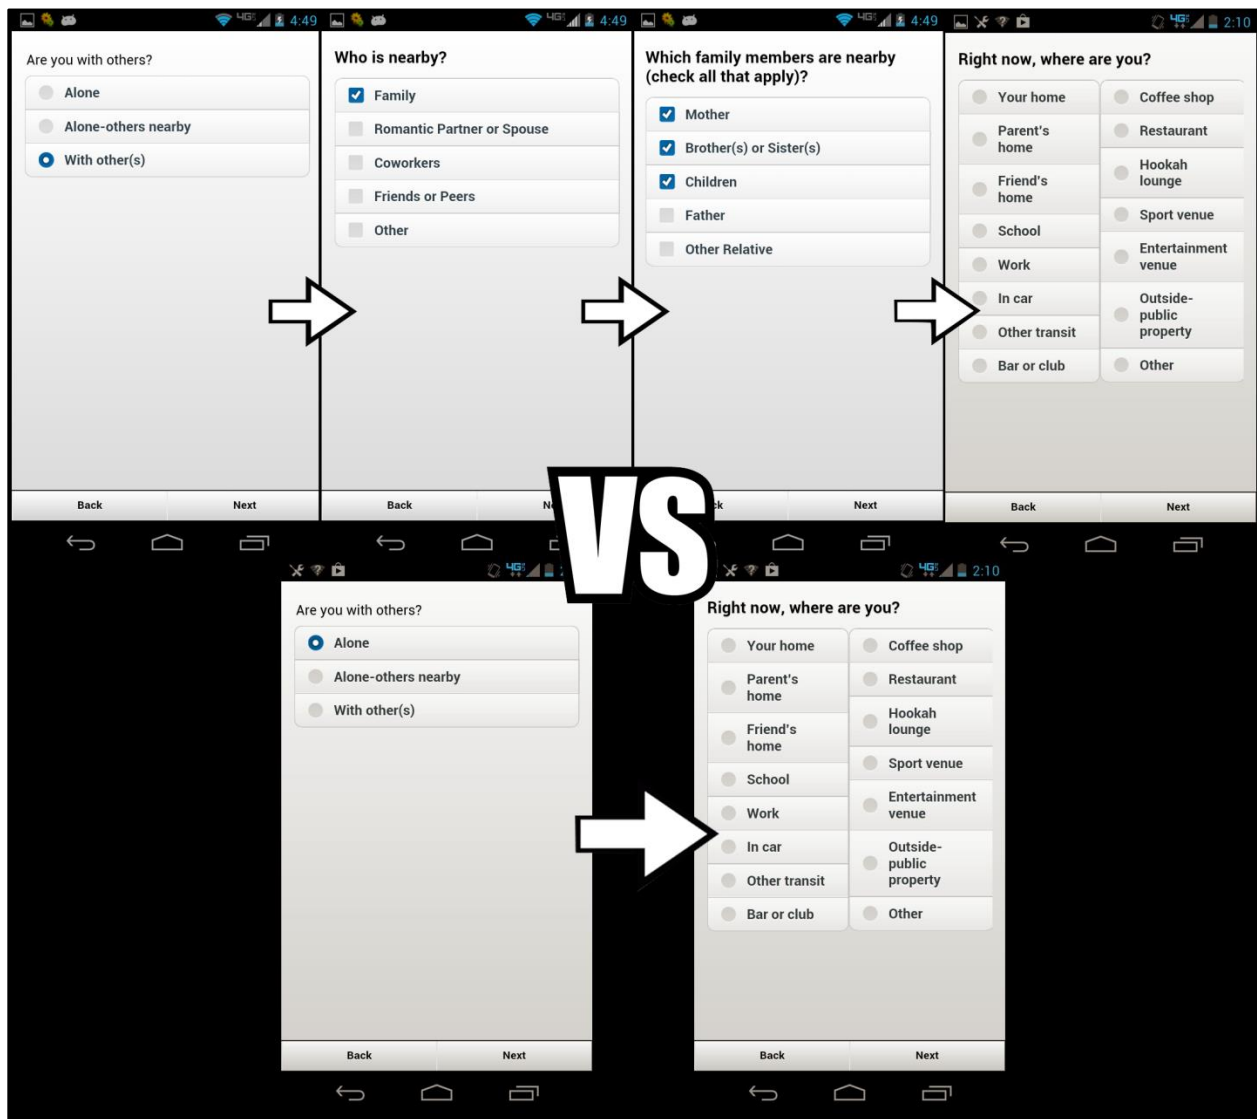 4G 4:49
Are you with others?
Alone
Alone-others nearby
With other(s)
Back Next
4G 4:49
Who is nearby?
Family
Romantic Partner or Spouse
Coworkers
Friends or Peers
Other
Back
4G 4:49
Which family members are nearby
(check all that apply)?
Mother
Brother(s) or Sister(s)
Children
Father
Other Relative
Next
4G 2:10
Right now, where are you?
Your home
Parent's
home
Friend's
home
School
Work
In car
Other transit
Bar or club
Coffee shop
Restaurant
Hookah
lounge
Sport venue
Entertainment
venue
Outside-
public
property
Other
Back Next
VS
4G
Are you with others?
Alone
Alone-others nearby
With other(s)
Back Next
4G 2:10
Right now, where are you?
Your home
Parent's
home
Friend's
home
School
Work
In car
Other transit
Bar or club
Coffee shop
Restaurant
Hookah
lounge
Sport venue
Entertainment
venue
Outside-
public
property
Other
Back Next